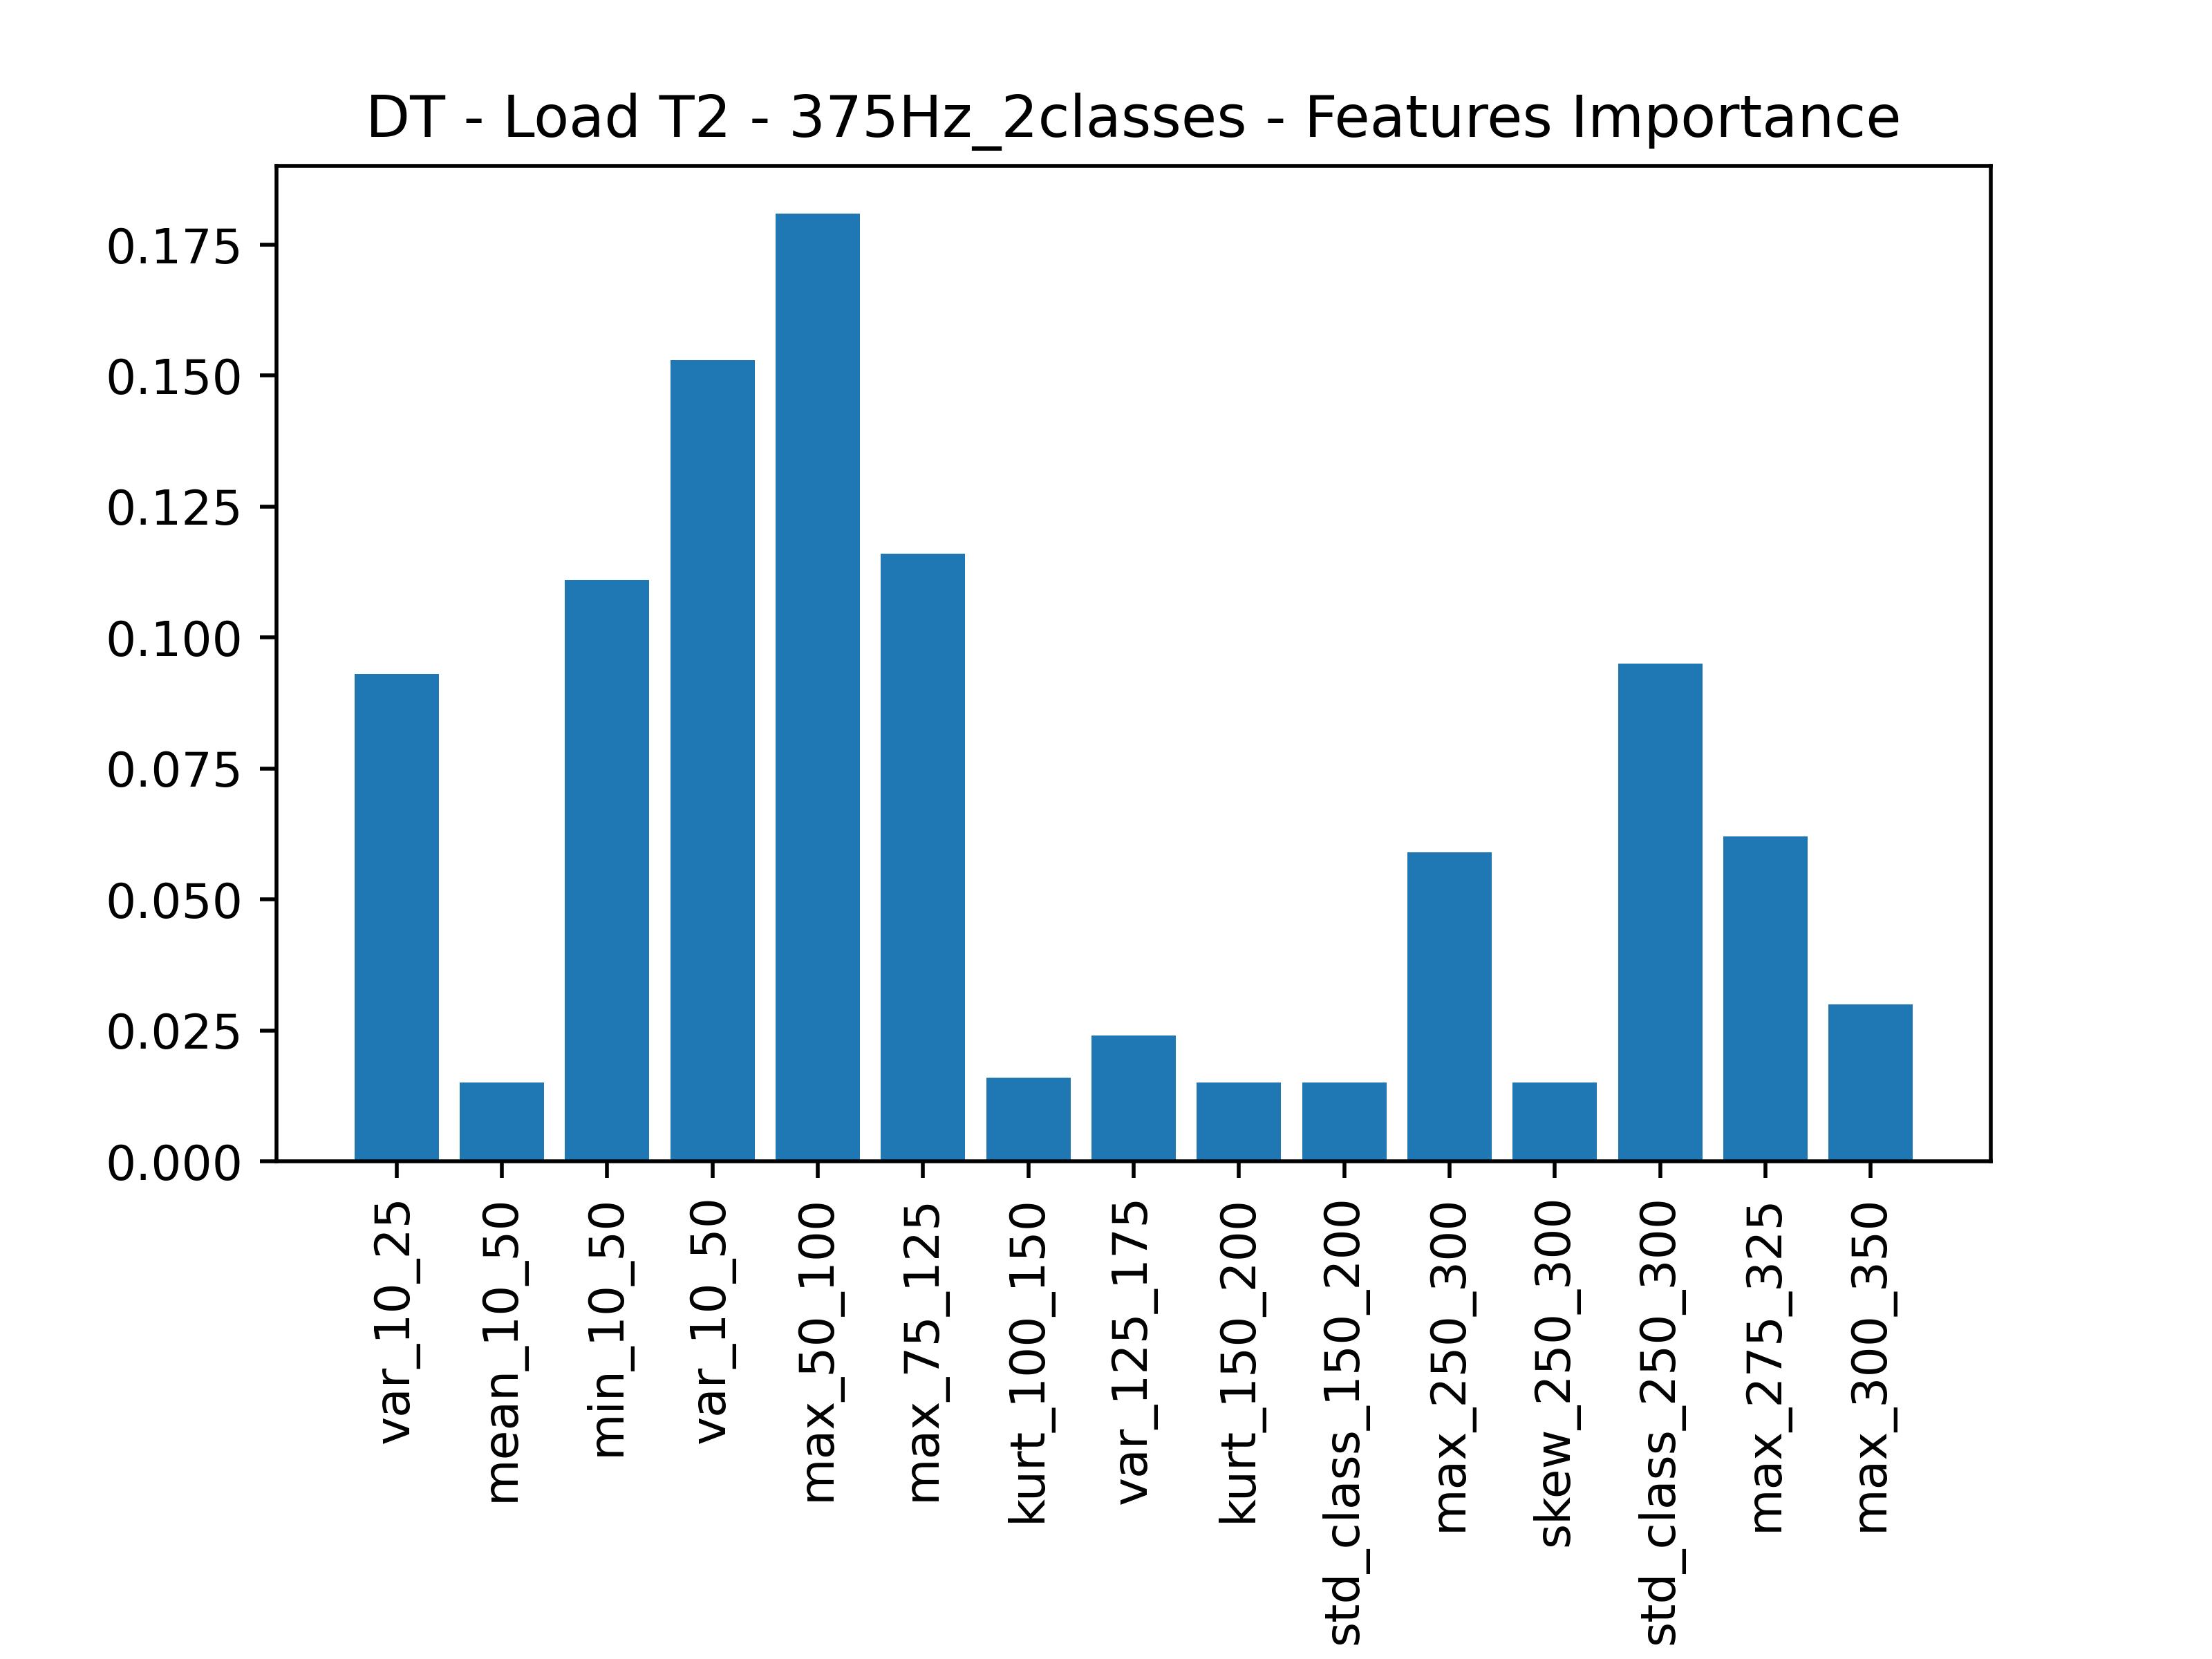 DT - Load T2 - 375Hz_2classes - Features Importance
0.175
0.150
0.125
0.100
0.075
0.050
0.025
0.000
var_10_25
mean_10_50
min_10_50
var_10_50
max_50_100
max_75_125
kurt_100_150
var_125_175
kurt_150_200
std_class_150_200
max_250_300
skew_250_300
std_class_250_300
max_275_325
max_300_350